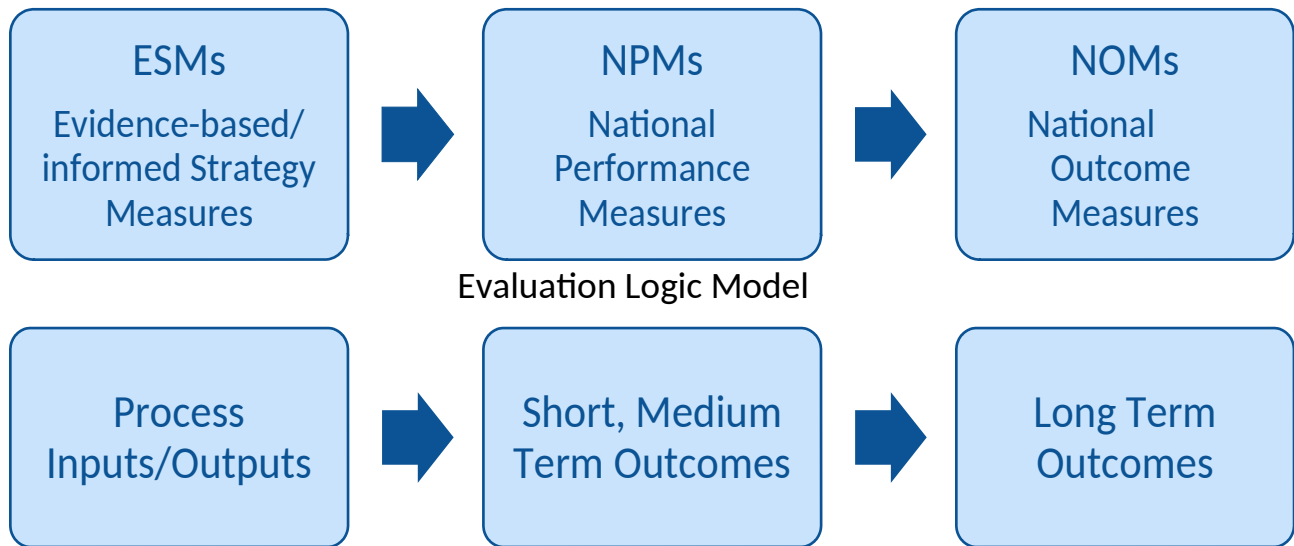 ESMs
Evidence-based/
informed Strategy
Measures
NPMs
National
Performance
Measures
NOMs
National
Outcome
Measures
Evaluation Logic Model
Process
Inputs/Outputs
Short, Medium
Term Outcomes
Long Term
Outcomes